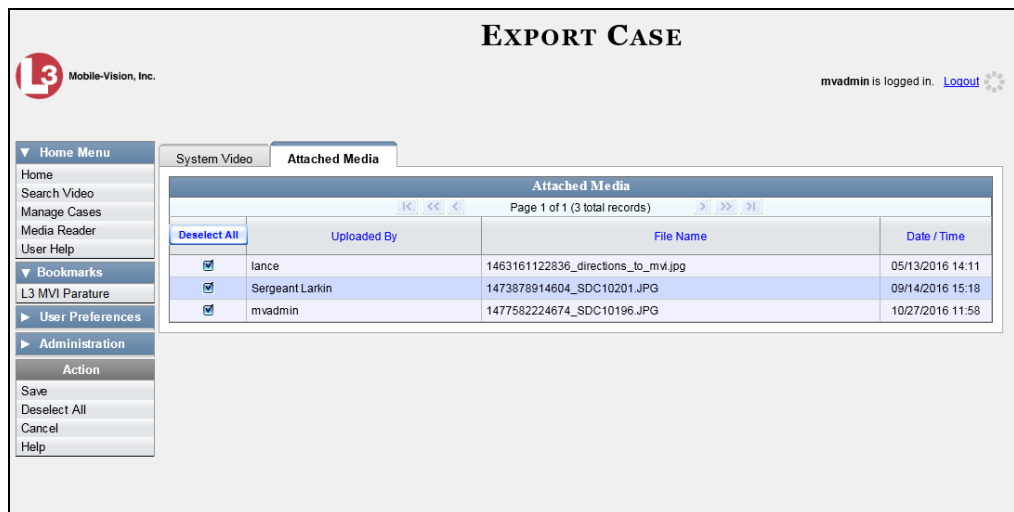 EXPORT CASE
L3 Mobile-Vision, Inc.
mvadmin is logged in. Logout
▼ Home Menu
Home
Search Video
Manage Cases
Media Reader
User Help
▼ Bookmarks
L3 MVI Parature
▶ User Preferences
▶ Administration
Action
Save
Deselect All
Cancel
Help
System Video
Attached Media
Attached Media
|< << < Page 1 of 1 (3 total records) > >> >|
Deselect All Uploaded By File Name Date / Time
lance 1463161122836_directions_to_mvi.jpg 05/13/2016 14:11
Sergeant Larkin 1473878914604_SDC10201.JPG 09/14/2016 15:18
mvadmin 1477582224674_SDC10196.JPG 10/27/2016 11:58